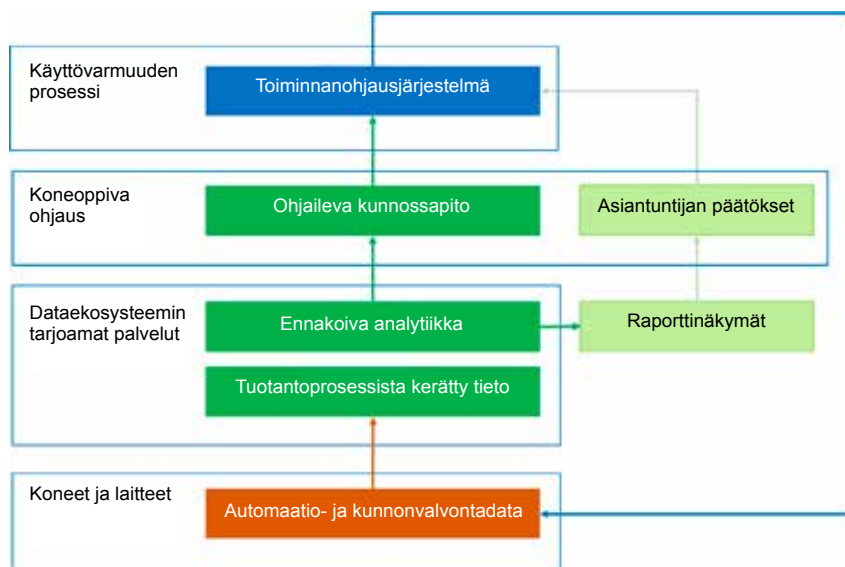 Käyttövarmuuden
prosessi
Toiminnanohjausjärjestelmä
Koneoppiva
ohjaus
Ohjaileva kunnossapito
Asiantuntijan päätökset
Dataekosysteemin
tarjoamat palvelut
Ennakoiva analytiikka
Raporttinäkymät
Tuotantoprosessista kerätty tieto
Koneet ja laitteet
Automaatio- ja kunnonvalvontadata